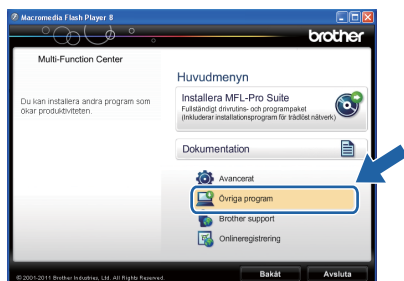 Macromedia Flash Player 8
brother
Multi-Function Center
Du kan installera andra program som
ökar produktiviteten.
Huvudmenyn
Installera MFL-Pro Suite
Fullständigt drivrutins- och programpaket
(Inkluderar installationsprogram för trådlöst nätverk)
Dokumentation
Avancerat
Övriga program
Brother support
Onlineregistrering
© 2001-2011 Brother Industries, Ltd. All Rights Reserved.
Bakåt
Avsluta